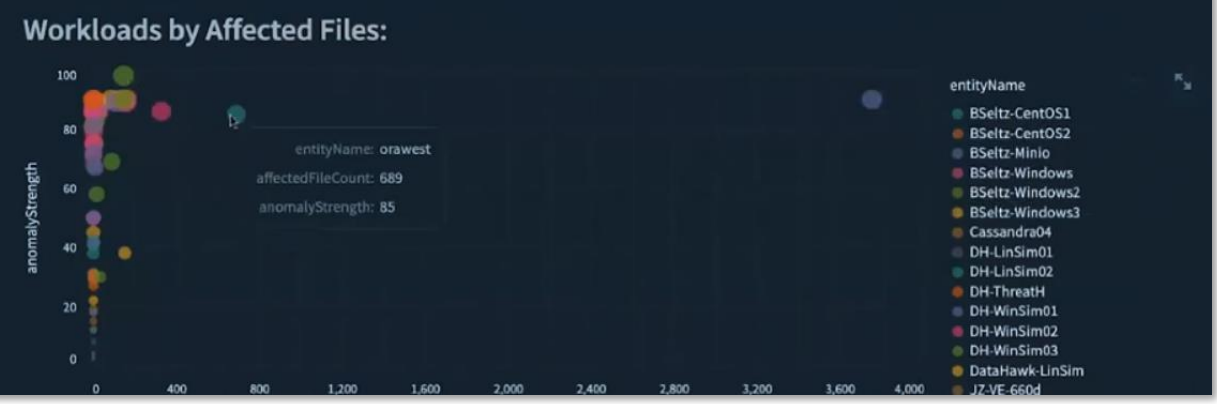 Workloads by Affected Files:
100
80
60
40
20
0
anomalyStrength
0 400 800 1,200 1,600 2,000 2,400 2,800 3,200 3,600 4,000
entityName: orawest
affectedFileCount: 689
anomalyStrength: 85
entityName
BSeltz-CentOS1
BSeltz-CentOS2
BSeltz-Minio
BSeltz-Windows
BSeltz-Windows2
BSeltz-Windows3
Cassandra04
DH-LinSim01
DH-LinSim02
DH-ThreatH
DH-WinSim01
DH-WinSim02
DH-WinSim03
DataHawk-LinSim
JZ-VE-660d